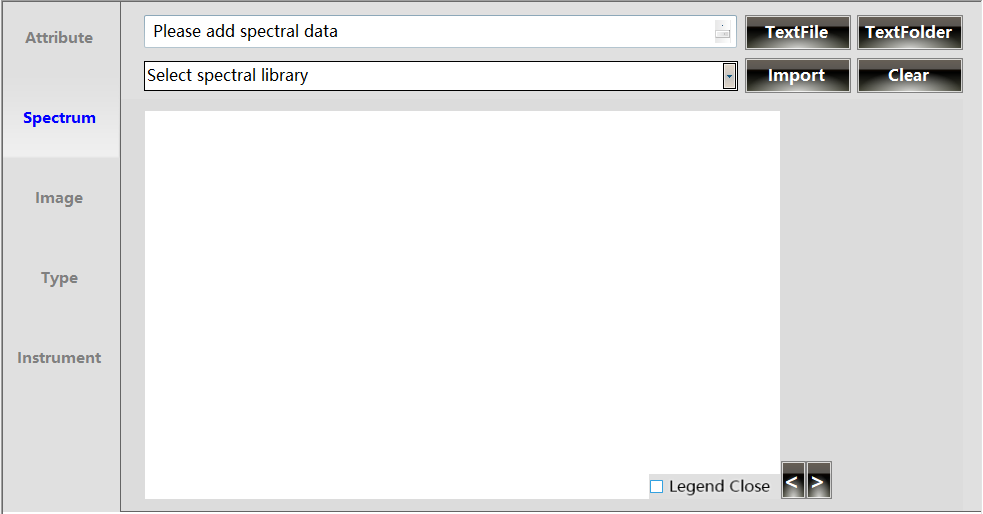 Attribute
Spectrum
Image
Type
Instrument
Please add spectral data
TextFile
TextFolder
Select spectral library
Import
Clear
Legend Close
< >